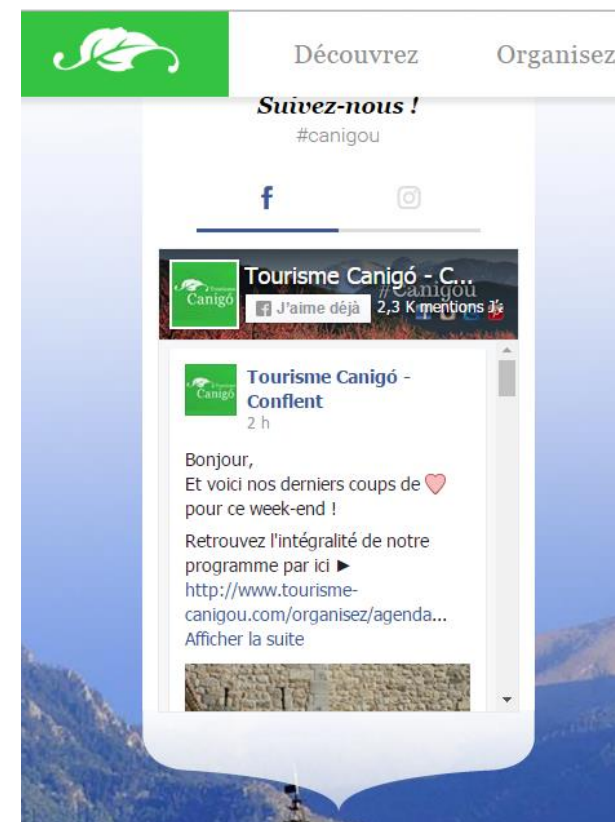 Découvrez Organisez
Suivez-nous !
#canigou
f
Tourisme Canigó - C...
Canigó
#Canigou
J'aime déjà 2,3 K mentions J'
Tourisme Canigó -
Canigó
Conflent
2 h
Bonjour,
Et voici nos derniers coups de
pour ce week-end !
Retrouvez l'intégralité de notre
programme par ici ►
http://www.tourisme-
canigou.com/organisez/agenda...
Afficher la suite